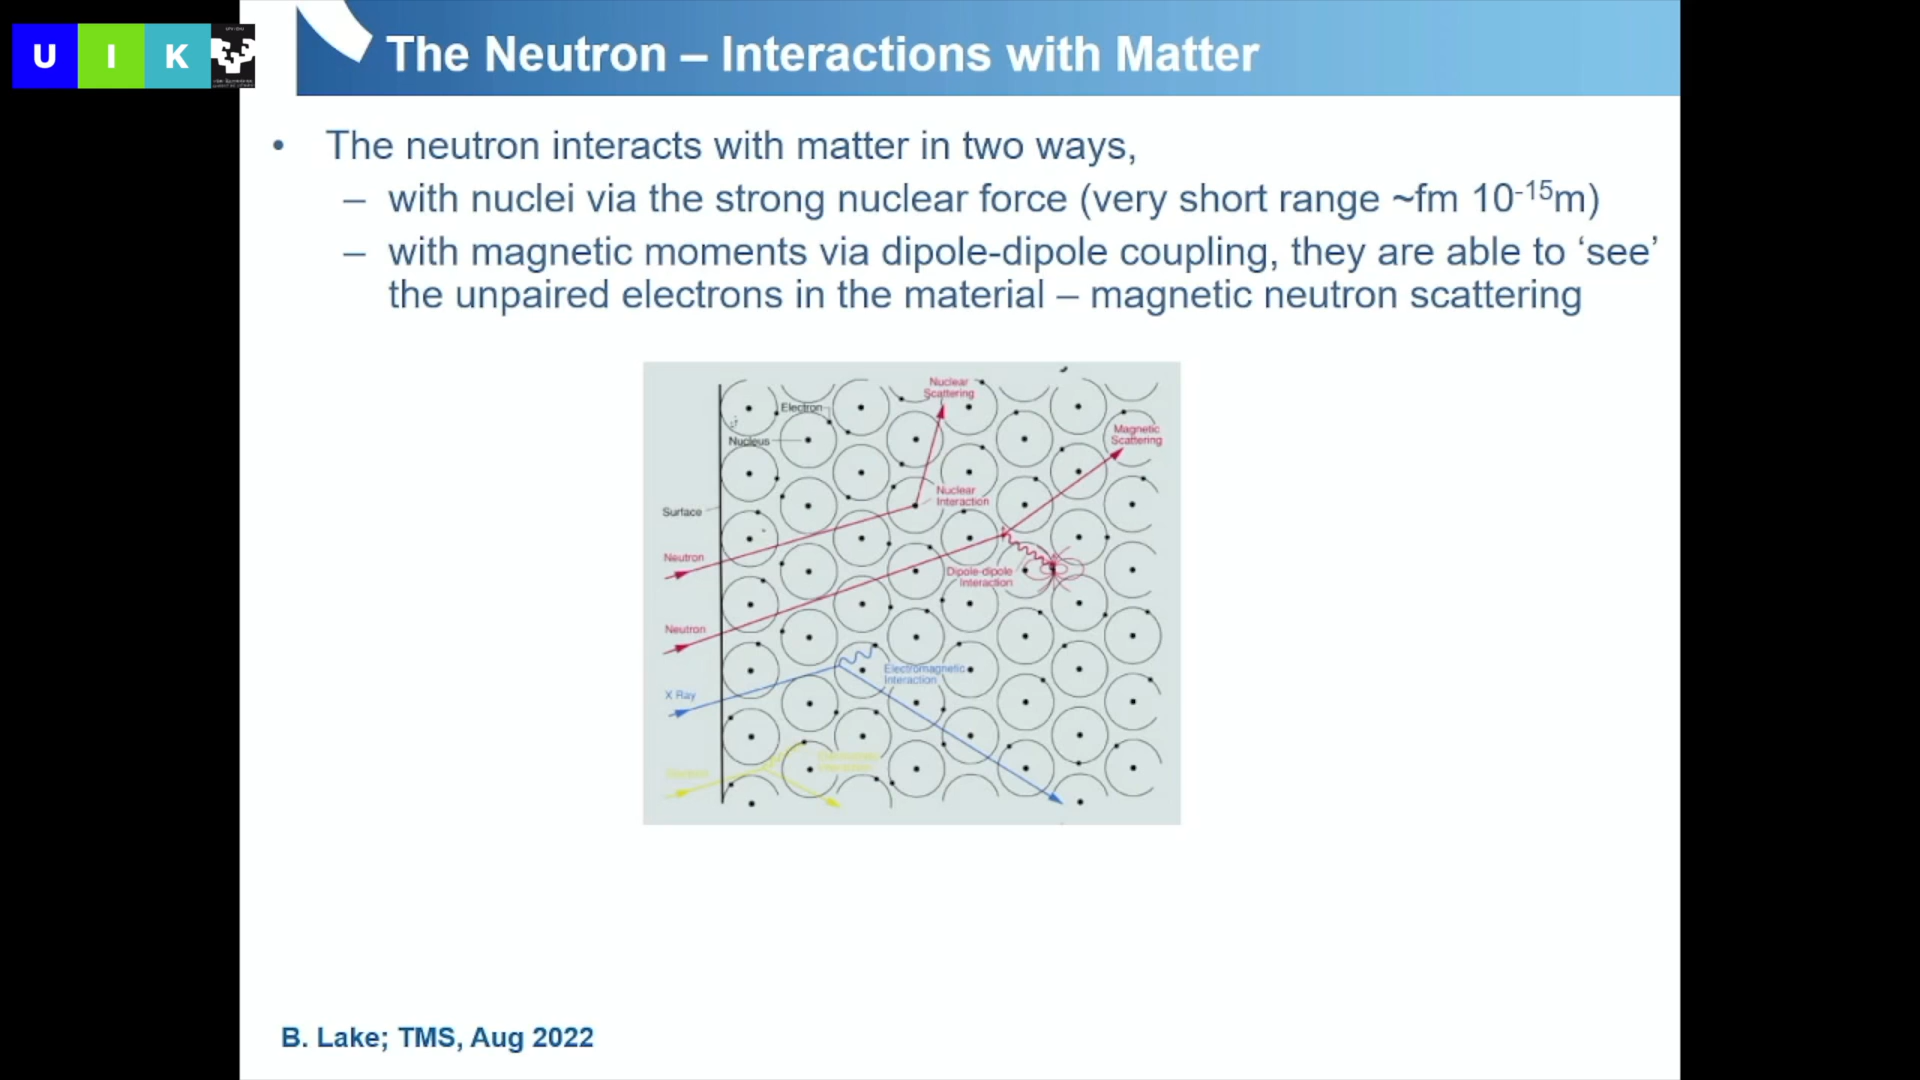 U I K
The Neutron – Interactions with Matter
• The neutron interacts with matter in two ways,
– with nuclei via the strong nuclear force (very short range ~fm 10⁻¹⁵m)
– with magnetic moments via dipole-dipole coupling, they are able to ‘see’
the unpaired electrons in the material – magnetic neutron scattering
Nuclear
Scattering
Electron
Magnetic
Scattering
Nucleus
Nuclear
Interaction
Surface
Neutron
Dipole-dipole
Interaction
Neutron
Electromagnetic
Interaction
X Ray
B. Lake; TMS, Aug 2022